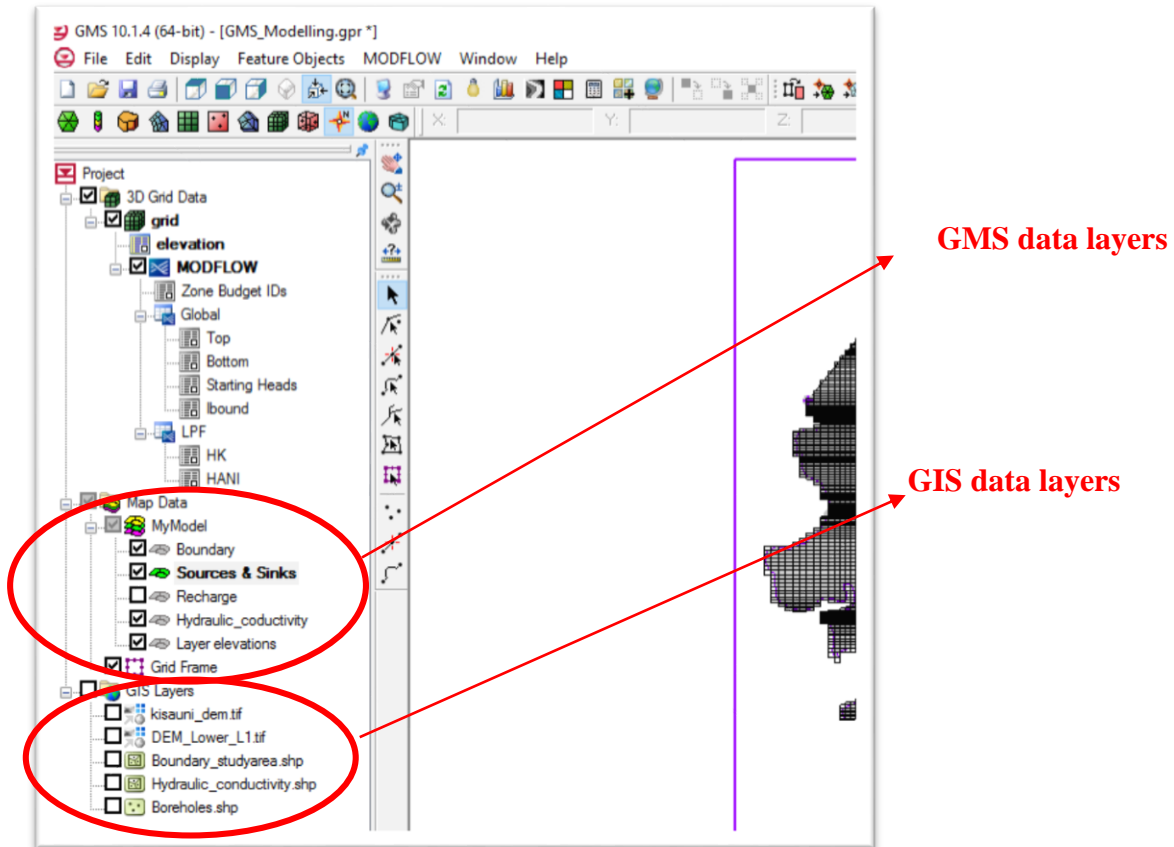 GMS 10.1.4 (64-bit) - [GMS_Modelling.gpr *]
File Edit Display Feature Objects MODFLOW Window Help
X: Y: Z:
Project
3D Grid Data
grid
elevation
MODFLOW
Zone Budget IDs
Global
Top
Bottom
Starting Heads
Ibound
LPF
HK
HANI
Map Data
MyModel
Boundary
Sources & Sinks
Recharge
Hydraulic_coductivity
Layer elevations
Grid Frame
GIS Layers
kisauni_dem.tif
DEM_Lower_L1.tif
Boundary_studyarea.shp
Hydraulic_conductivity.shp
Boreholes.shp
GMS data layers
GIS data layers